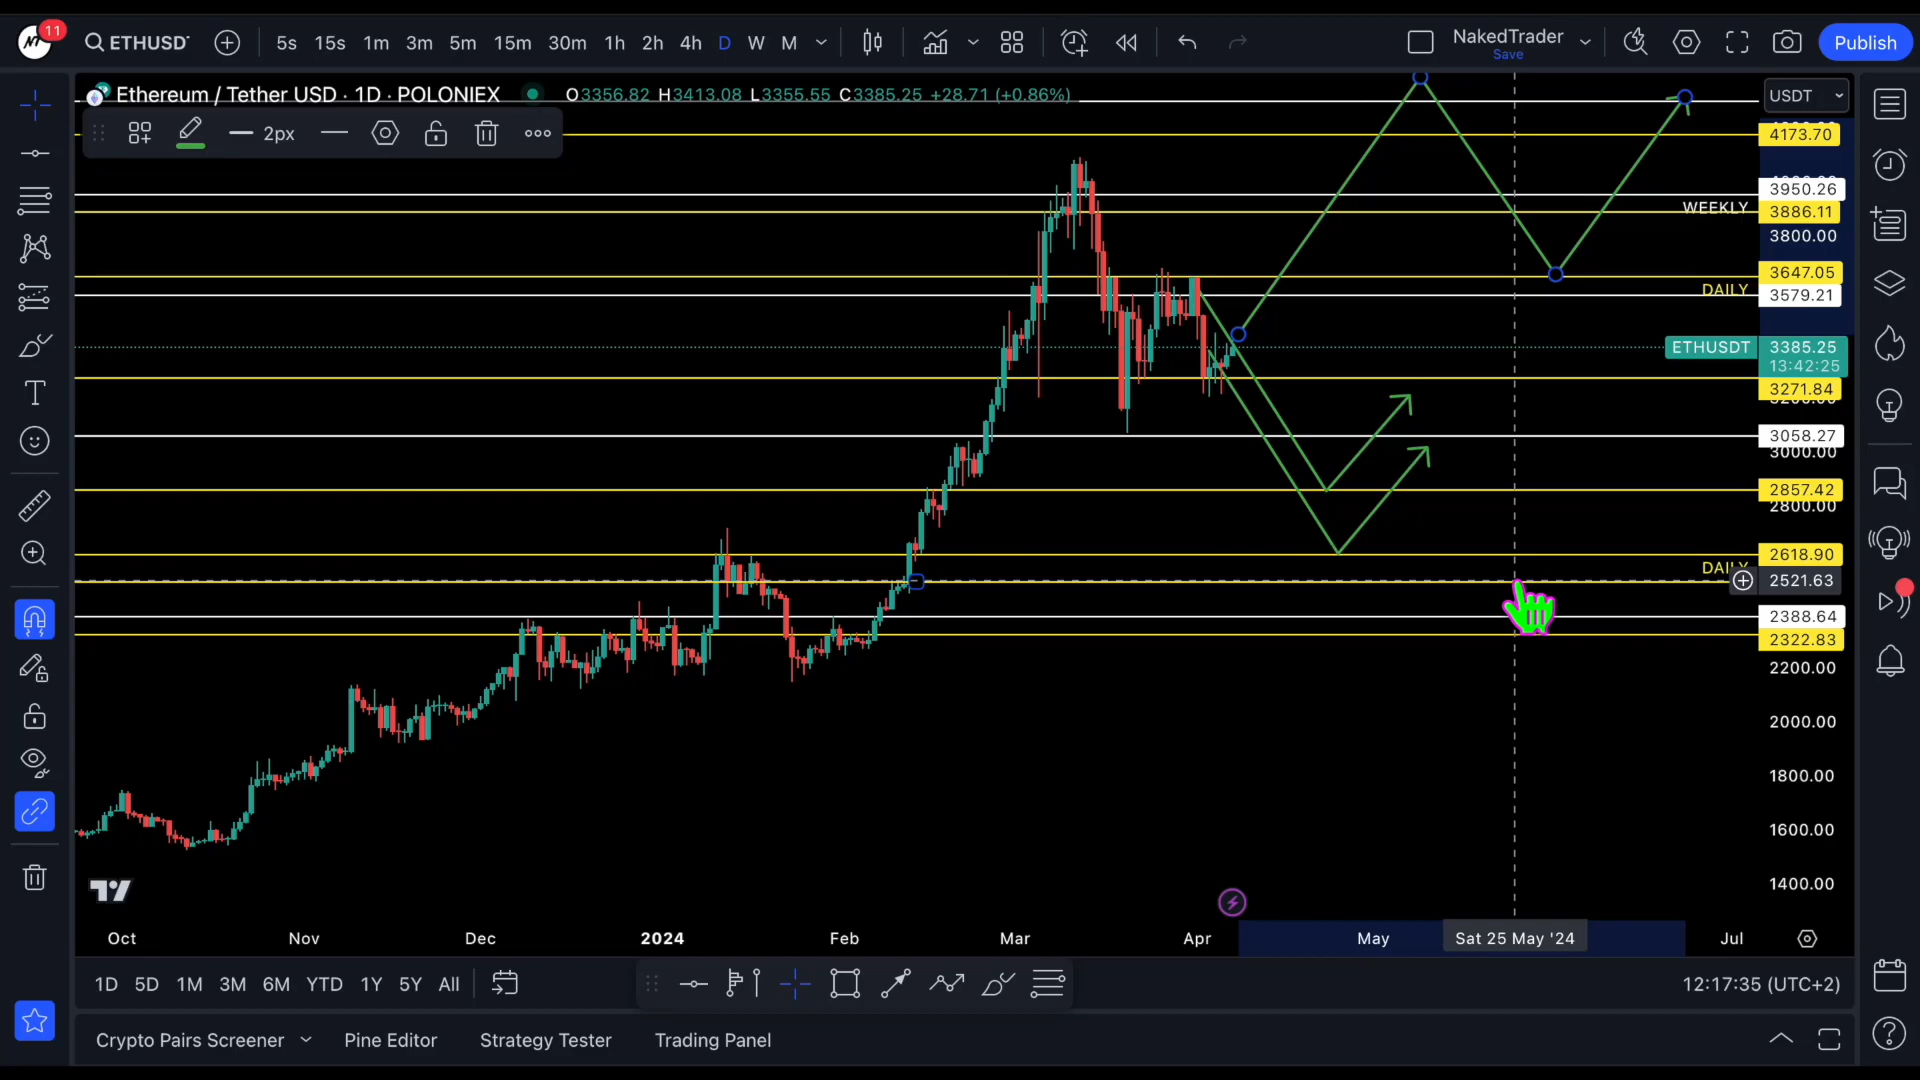 11
ETHUSDT
5s 15s 1m 3m 5m 15m 30m 1h 2h 4h D W M
NakedTrader
Save
Publish
Ethereum / Tether USD · 1D · POLONIEX
O3356.82 H3413.08 L3355.55 C3385.25 +28.71 (+0.86%)
USDT
2px
4173.70
3950.26
WEEKLY
3886.11
3800.00
3647.05
DAILY
3579.21
ETHUSDT
3385.25
13:42:25
3271.84
3200.00
3058.27
3000.00
2857.42
2800.00
2618.90
DAILY
2521.63
2388.64
2322.83
2200.00
2000.00
1800.00
1600.00
1400.00
Oct Nov Dec 2024 Feb Mar Apr May Sat 25 May '24 Jul
1D 5D 1M 3M 6M YTD 1Y 5Y All
12:17:35 (UTC+2)
Crypto Pairs Screener Pine Editor Strategy Tester Trading Panel